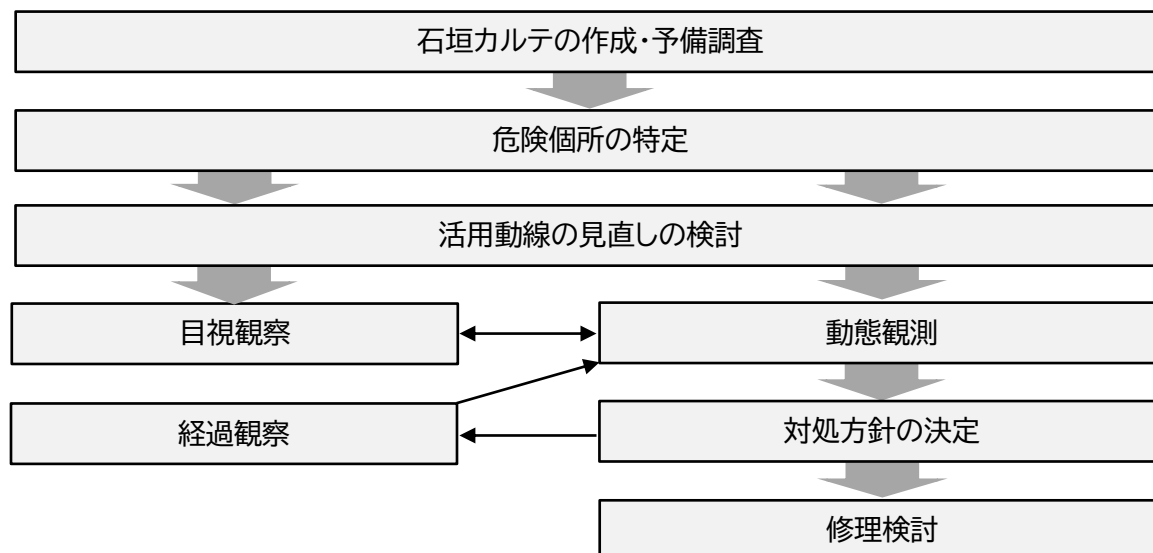 石垣カルテの作成・予備調査
危険個所の特定
活用動線の見直しの検討
目視観察
動態観測
経過観察
対処方針の決定
修理検討